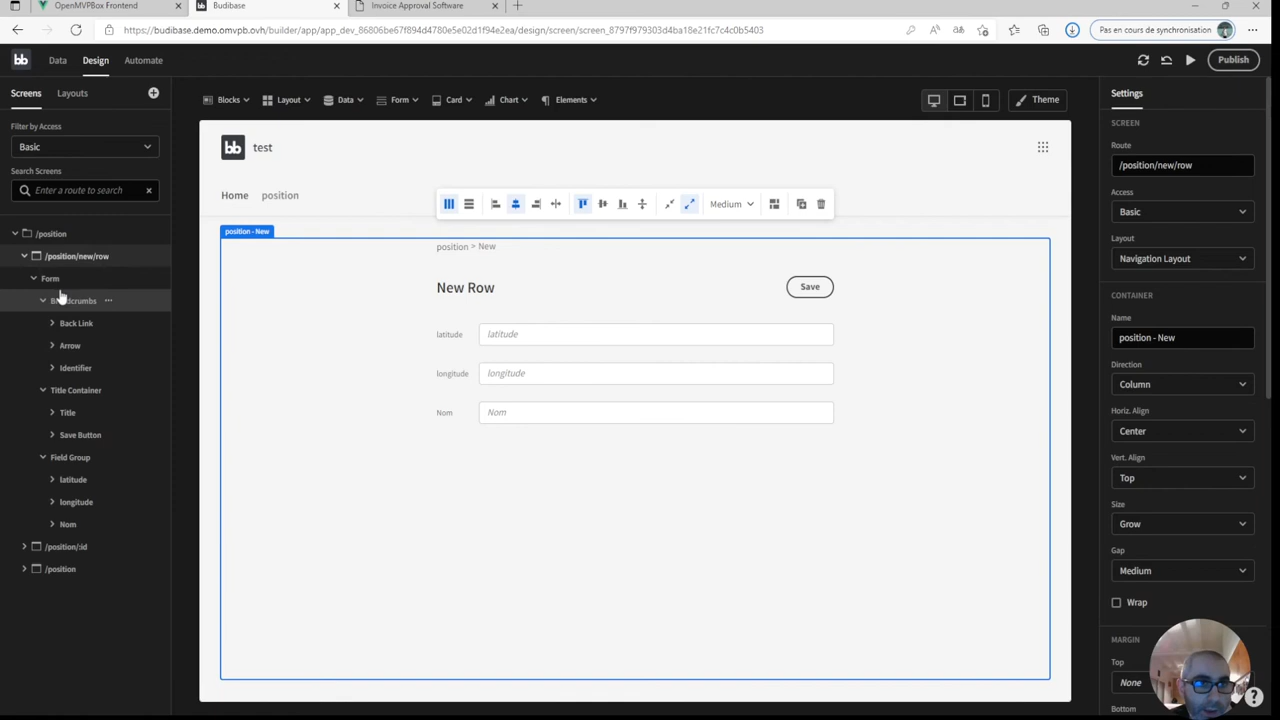 OpenMVPBox Frontend
Budibase
Invoice Approval Software
https://budibase.demo.omvpb.ovh/builder/app/app_dev_86806be67f894d4780e5d0e02d1f94e2ea/design/screen/screen_8797f979303d4ba18e21fc7c4c0b5403
Pas en cours de synchronisation
bb
Data
Design
Automate
Publish
Screens
Layouts
Filter by Access
Basic
Search Screens
Enter a route to search
/position
/position/new/row
Form
Breadcrumbs
Back Link
Arrow
Identifier
Title Container
Title
Save Button
Field Group
latitude
longitude
Nom
/position/:id
/position
Blocks
Layout
Data
Form
Card
Chart
Elements
Theme
bb
test
Home
position
Medium
position - New
position > New
New Row
Save
latitude
latitude
longitude
longitude
Nom
Nom
Settings
SCREEN
Route
/position/new/row
Access
Basic
Layout
Navigation Layout
CONTAINER
Name
position - New
Direction
Column
Horiz. Align
Center
Vert. Align
Top
Size
Grow
Gap
Medium
Wrap
MARGIN
Top
None
Bottom